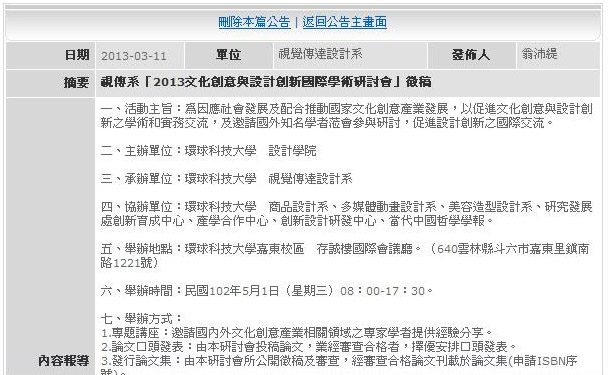 刪除本篇公告 | 返回公告主畫面
日期 2013-03-11 單位 視覺傳達設計系 發佈人 翁沛緹
摘要 視傳系「2013文化創意與設計創新國際學術研討會」徵稿
一、活動主旨：為因應社會發展及配合推動國家文化創意產業發展，以促進文化創意與設計創
新之學術和實務交流，及邀請國外知名學者蒞會參與研討，促進設計創新之國際交流。
二、主辦單位：環球科技大學　設計學院
三、承辦單位：環球科技大學　視覺傳達設計系
四、協辦單位：環球科技大學　商品設計系、多媒體動畫設計系、美容造型設計系、研究發展
處創新育成中心、產學合作中心、創新設計研發中心、當代中國哲學學報。
五、舉辦地點：環球科技大學嘉東校區　存誠樓國際會議廳。（640雲林縣斗六市嘉東里鎮南
路1221號）
六、舉辦時間：民國102年5月1日（星期三）08：00-17：30。
七、舉辦方式：
1.專題講座：邀請國內外文化創意產業相關領域之專家學者提供經驗分享。
2.論文口頭發表：由本研討會投稿論文，業經審查合格者，擇優安排口頭發表。
內容報導 3.發行論文集：由本研討會所公開徵稿及審查，經審查合格論文刊載於論文集(申請ISBN序
號)。